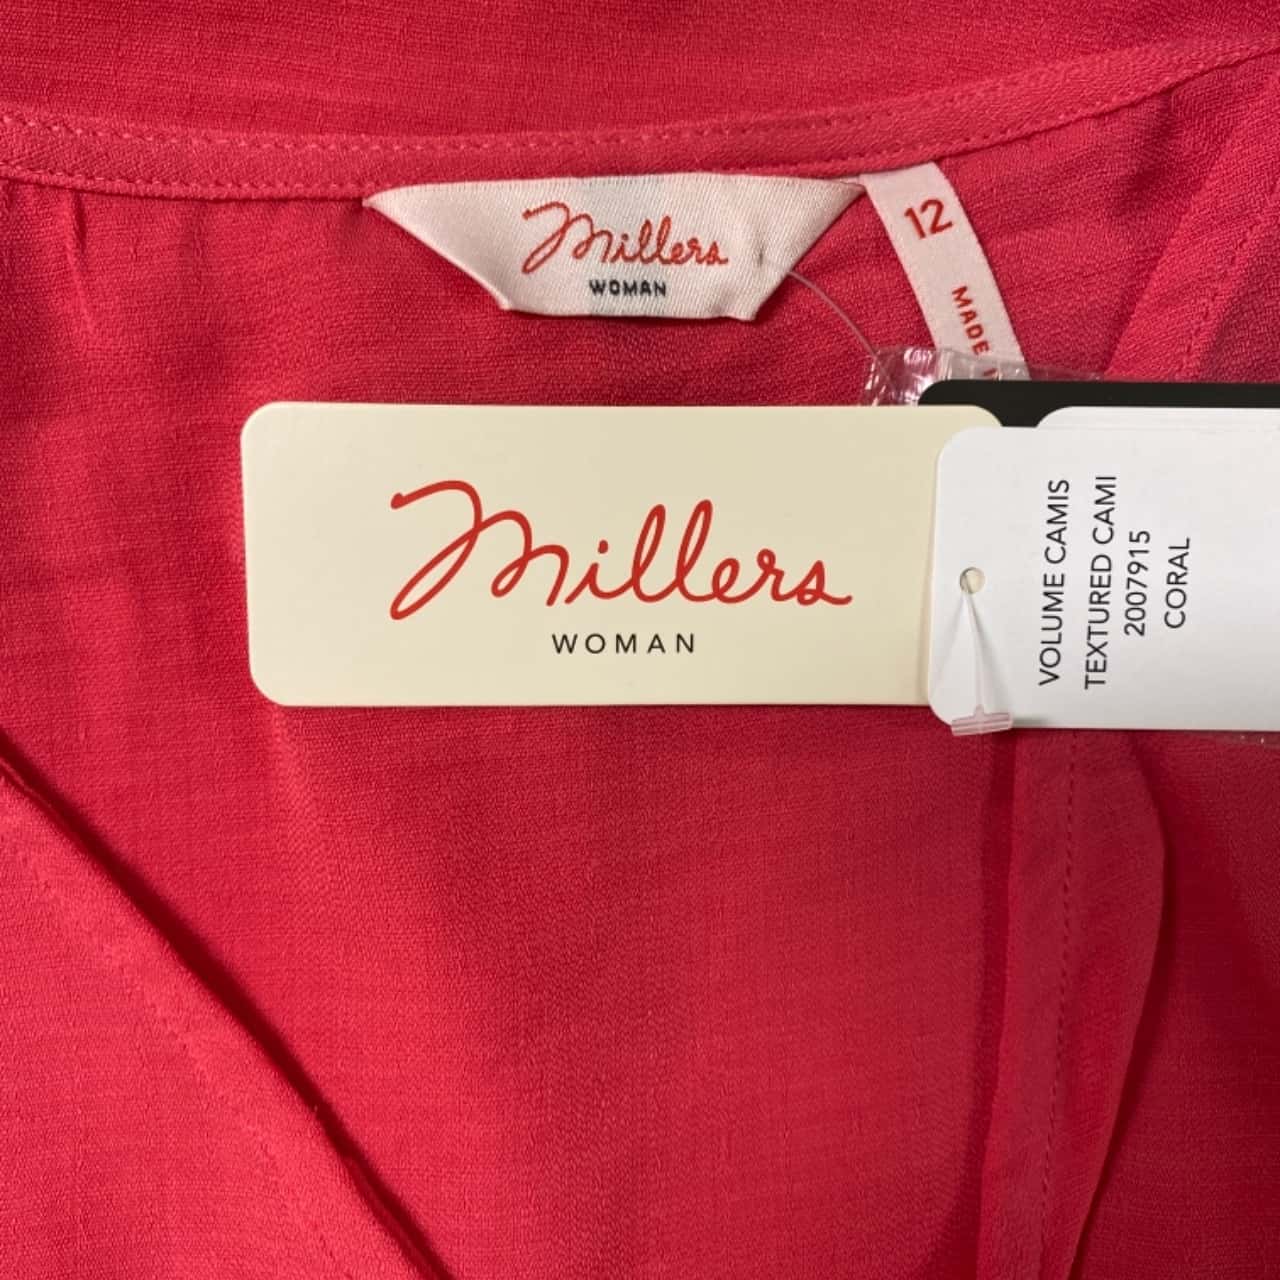 Millers
WOMAN
12
MADE
Millers
WOMAN
VOLUME CAMIS
TEXTURED CAMI
2007915
CORAL